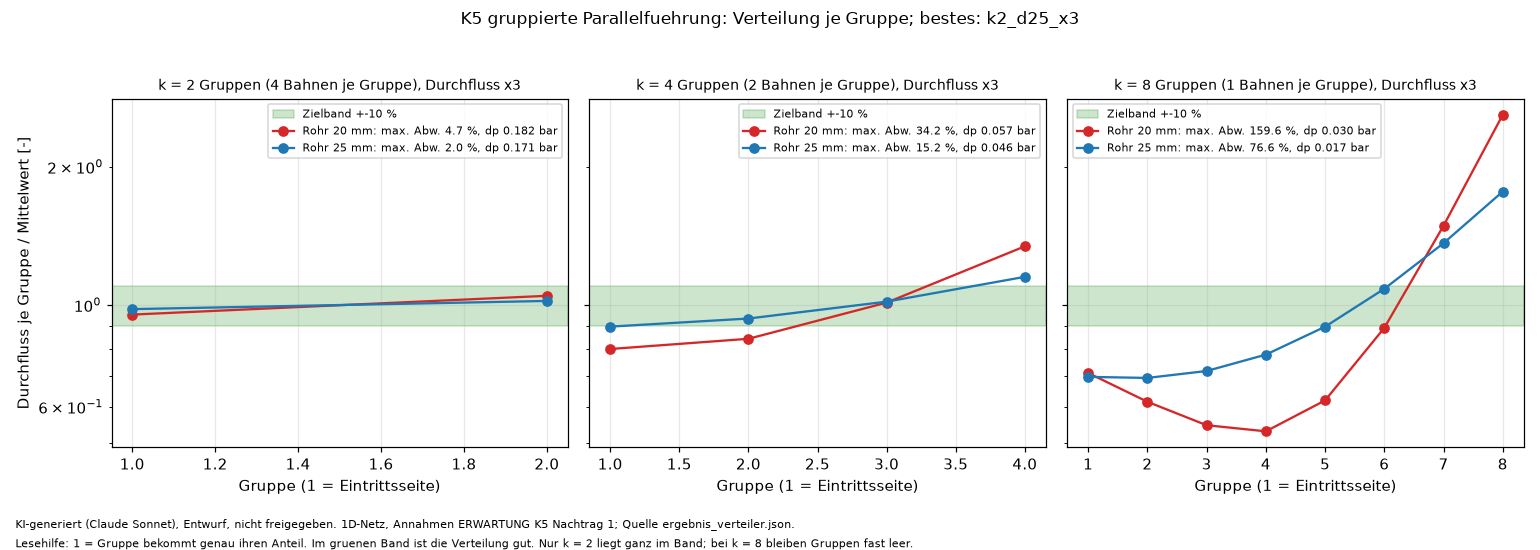 K5 gruppierte Parallelfuehrung: Verteilung je Gruppe; bestes: k2_d25_x3
k = 2 Gruppen (4 Bahnen je Gruppe), Durchfluss x3
Zielband +-10 %
Rohr 20 mm: max. Abw. 4.7 %, dp 0.182 bar
Rohr 25 mm: max. Abw. 2.0 %, dp 0.171 bar
Durchfluss je Gruppe / Mittelwert [-]
2 × 10⁰
10⁰
6 × 10⁻¹
1.0 1.2 1.4 1.6 1.8 2.0
Gruppe (1 = Eintrittsseite)
k = 4 Gruppen (2 Bahnen je Gruppe), Durchfluss x3
Zielband +-10 %
Rohr 20 mm: max. Abw. 34.2 %, dp 0.057 bar
Rohr 25 mm: max. Abw. 15.2 %, dp 0.046 bar
1.0 1.5 2.0 2.5 3.0 3.5 4.0
Gruppe (1 = Eintrittsseite)
k = 8 Gruppen (1 Bahnen je Gruppe), Durchfluss x3
Zielband +-10 %
Rohr 20 mm: max. Abw. 159.6 %, dp 0.030 bar
Rohr 25 mm: max. Abw. 76.6 %, dp 0.017 bar
1 2 3 4 5 6 7 8
Gruppe (1 = Eintrittsseite)
KI-generiert (Claude Sonnet), Entwurf, nicht freigegeben. 1D-Netz, Annahmen ERWARTUNG K5 Nachtrag 1; Quelle ergebnis_verteiler.json.
Lesehilfe: 1 = Gruppe bekommt genau ihren Anteil. Im gruenen Band ist die Verteilung gut. Nur k = 2 liegt ganz im Band; bei k = 8 bleiben Gruppen fast leer.